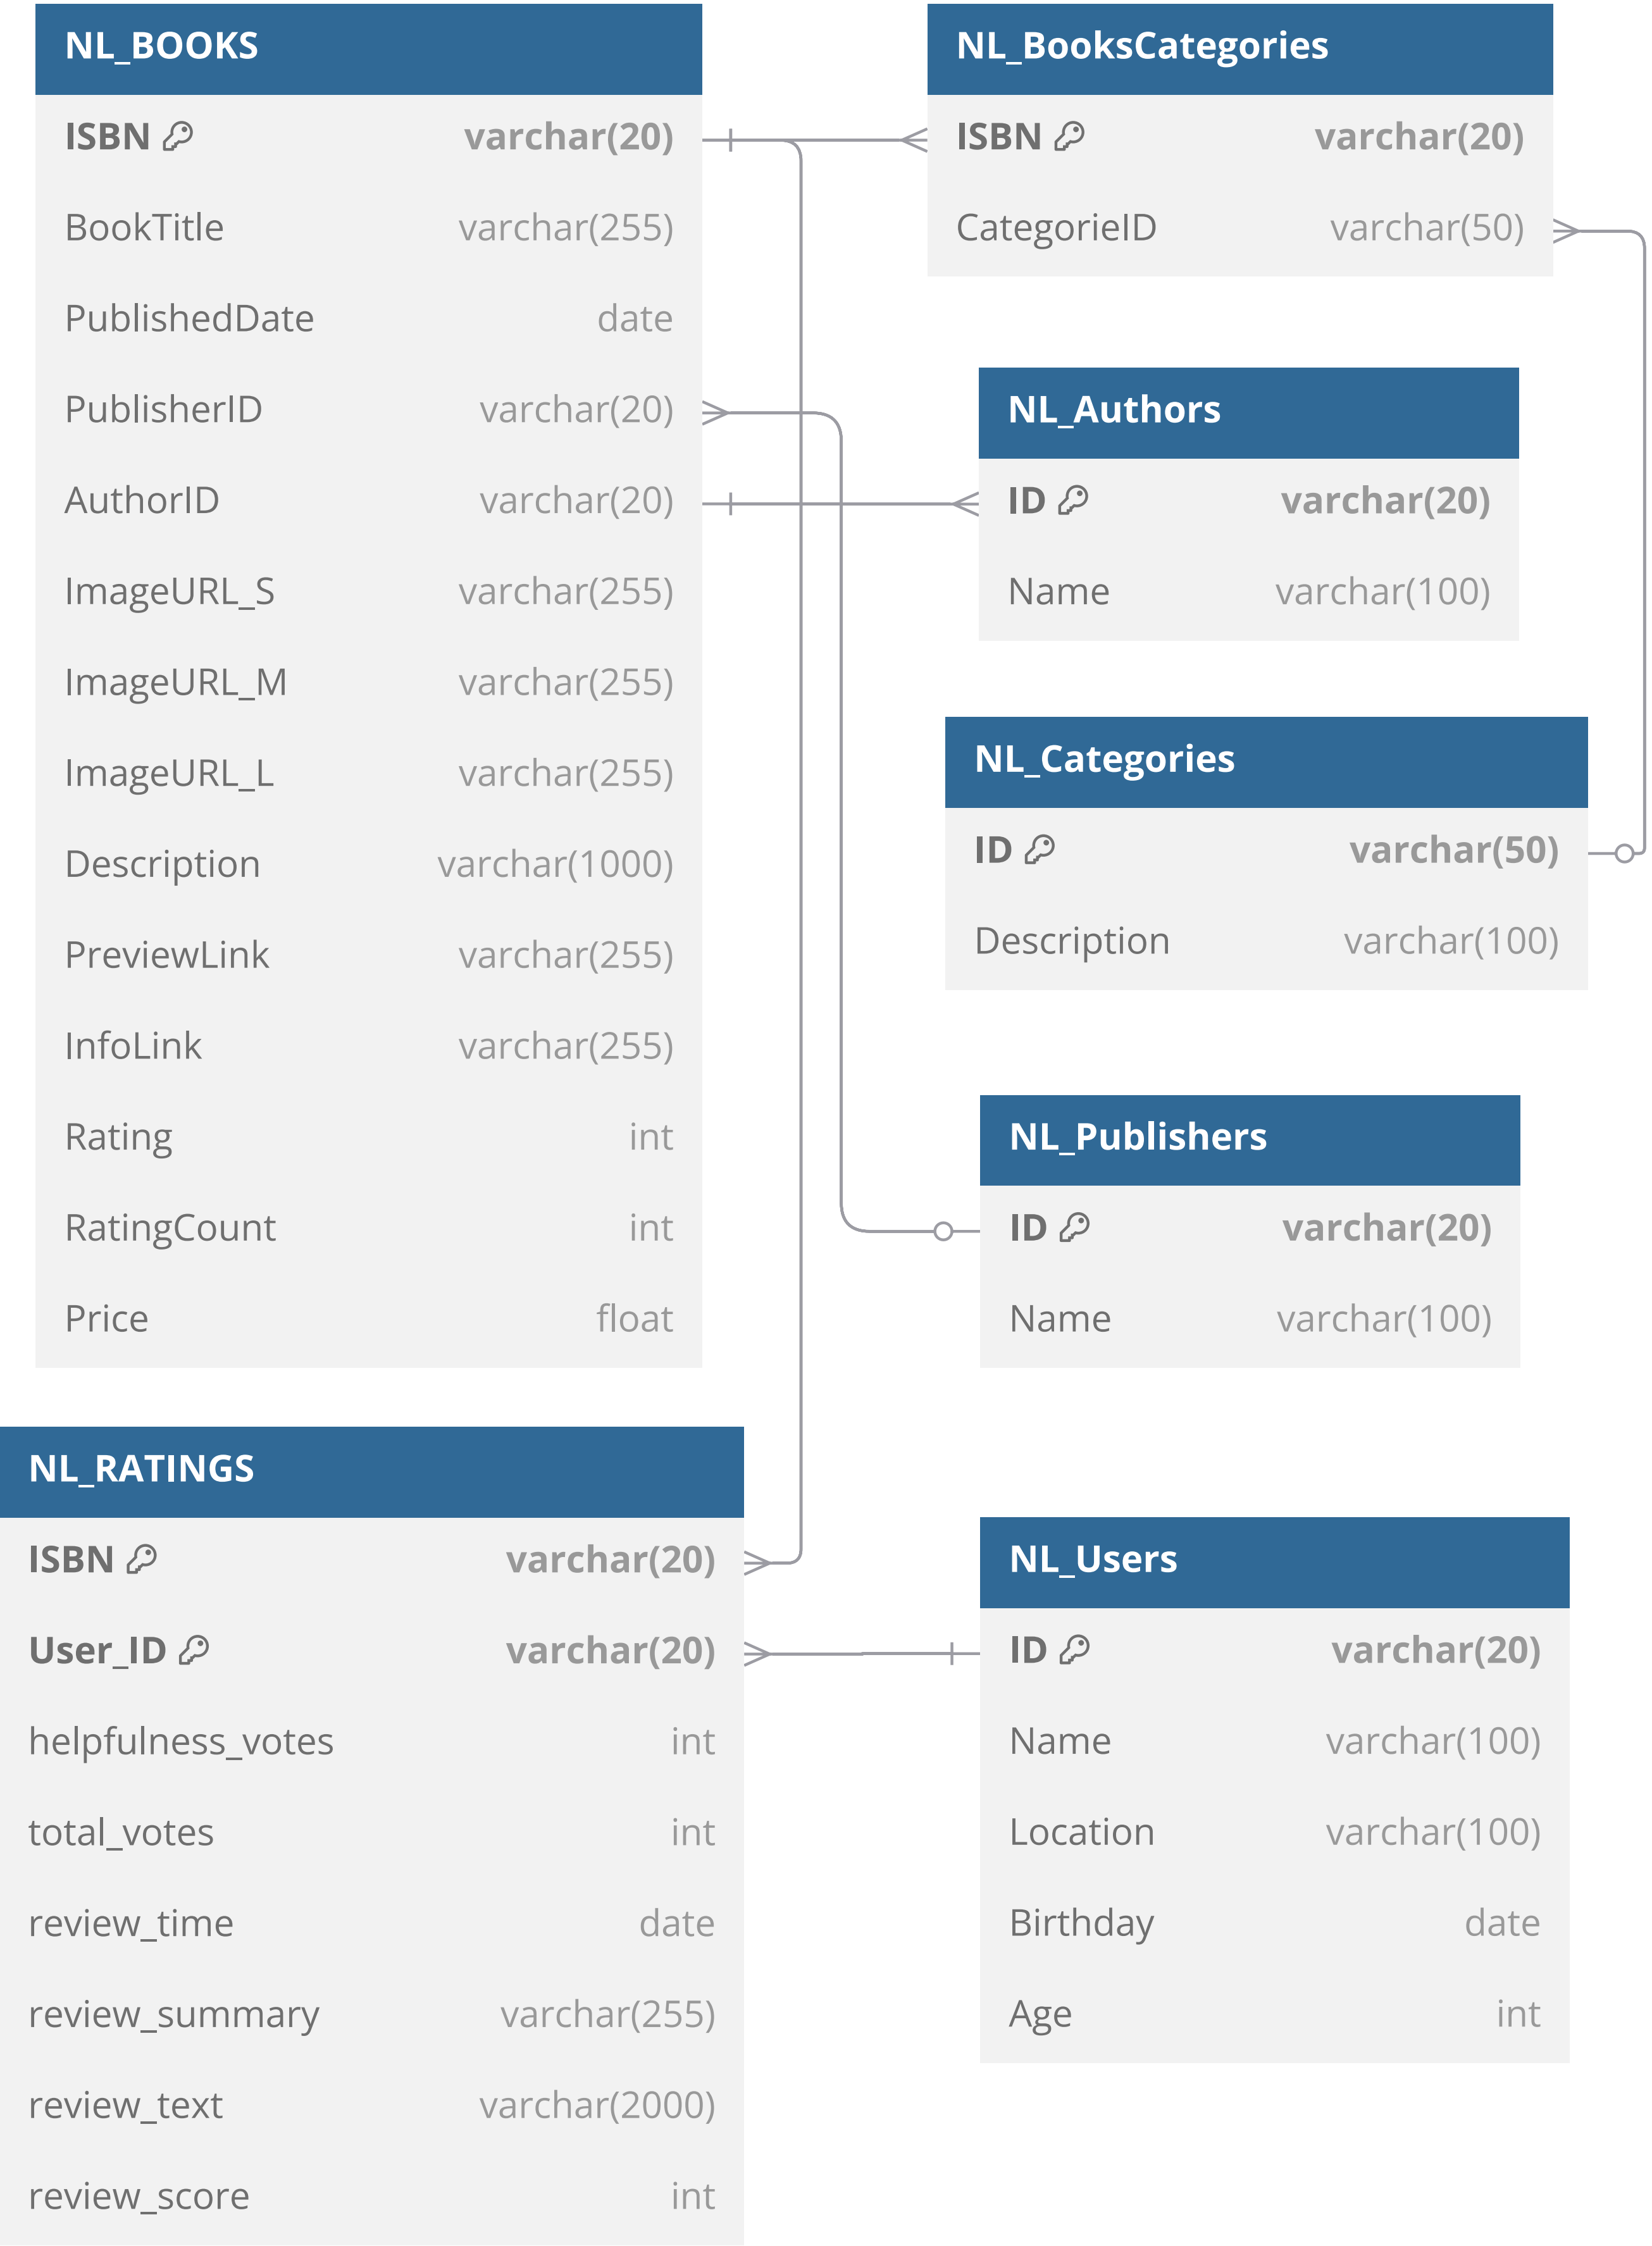 NL_BOOKS
ISBN varchar(20)
BookTitle varchar(255)
PublishedDate date
PublisherID varchar(20)
AuthorID varchar(20)
ImageURL_S varchar(255)
ImageURL_M varchar(255)
ImageURL_L varchar(255)
Description varchar(1000)
PreviewLink varchar(255)
InfoLink varchar(255)
Rating int
RatingCount int
Price float
NL_BooksCategories
ISBN varchar(20)
CategorieID varchar(50)
NL_Authors
ID varchar(20)
Name varchar(100)
NL_Categories
ID varchar(50)
Description varchar(100)
NL_Publishers
ID varchar(20)
Name varchar(100)
NL_RATINGS
ISBN varchar(20)
User_ID varchar(20)
helpfulness_votes int
total_votes int
review_time date
review_summary varchar(255)
review_text varchar(2000)
review_score int
NL_Users
ID varchar(20)
Name varchar(100)
Location varchar(100)
Birthday date
Age int